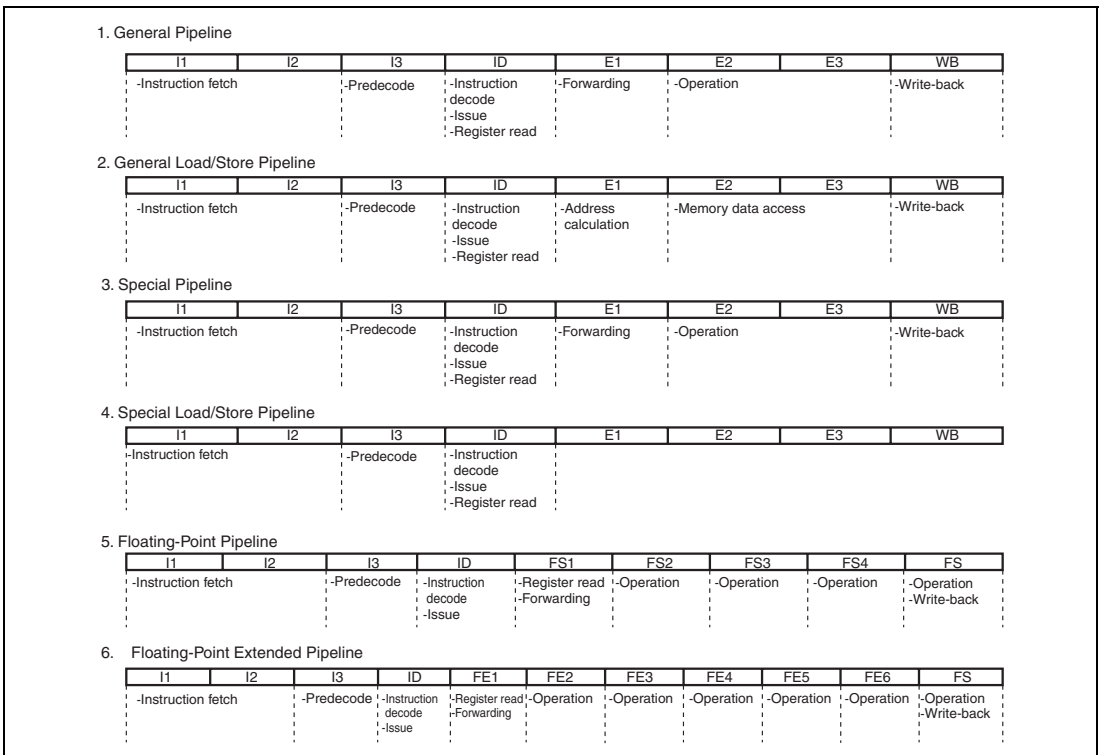 1. General Pipeline
I1 I2 I3 ID E1 E2 E3 WB
-Instruction fetch -Predecode -Instruction -Forwarding -Operation -Write-back
decode
-Issue
-Register read
2. General Load/Store Pipeline
I1 I2 I3 ID E1 E2 E3 WB
-Instruction fetch -Predecode -Instruction -Address -Memory data access -Write-back
decode calculation
-Issue
-Register read
3. Special Pipeline
I1 I2 I3 ID E1 E2 E3 WB
-Instruction fetch -Predecode -Instruction -Forwarding -Operation -Write-back
decode
-Issue
-Register read
4. Special Load/Store Pipeline
I1 I2 I3 ID E1 E2 E3 WB
-Instruction fetch -Predecode -Instruction
decode
-Issue
-Register read
5. Floating-Point Pipeline
I1 I2 I3 ID FS1 FS2 FS3 FS4 FS
-Instruction fetch -Predecode -Instruction -Register read -Operation -Operation -Operation -Operation
decode -Forwarding -Write-back
-Issue
6. Floating-Point Extended Pipeline
I1 I2 I3 ID FE1 FE2 FE3 FE4 FE5 FE6 FS
-Instruction fetch -Predecode -Instruction -Register read -Operation -Operation -Operation -Operation -Operation -Operation
decode -Forwarding -Write-back
-Issue